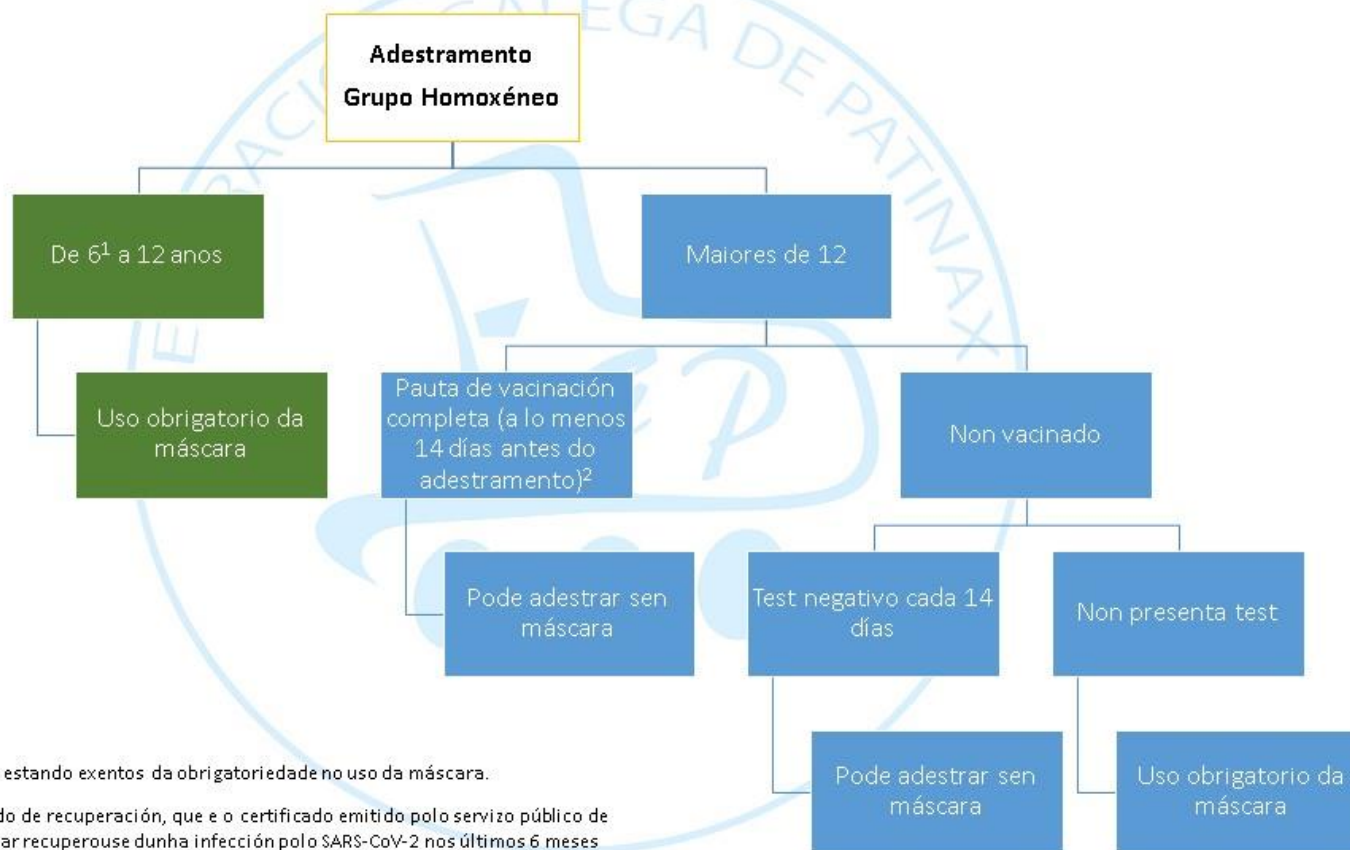 ERACIÓN GALEGA DE PATINAX
Adestramento
Grupo Homoxéneo
De 6¹ a 12 anos
Maiores de 12
Uso obrigatorio da
máscara
Pauta de vacinación
completa (a lo menos
14 días antes do
adestramento)²
Non vacinado
Pode adestrar sen
máscara
Test negativo cada 14
días
Non presenta test
Pode adestrar sen
máscara
Uso obrigatorio da
máscara
estando exentos da obrigatoriedade no uso da máscara.
do de recuperación, que e o certificado emitido polo servizo público de
ar recuperouse dunha infección polo SARS-CoV-2 nos últimos 6 meses